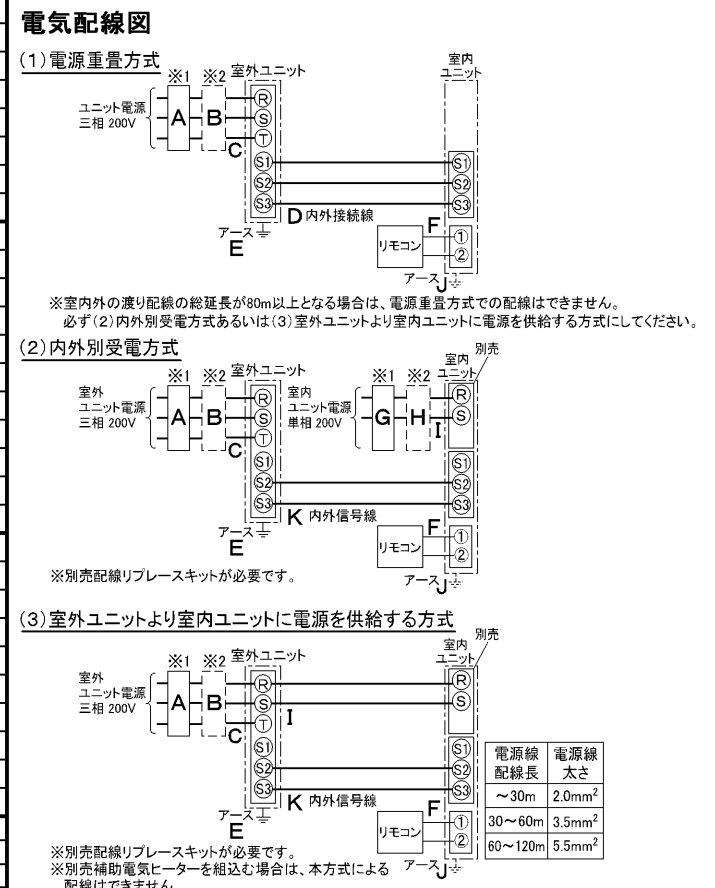 電気配線図
(1)電源重畳方式
※1 ※2 室外ユニット
室内
ユニット
ユニット電源
三相 200V
A B C
R
S
T
S1 S1
S2 S2
S3 S3
D 内外接続線
アース
E
リモコン
F
①
②
アース J
※室内外の渡り配線の総延長が80m以上となる場合は、電源重畳方式での配線はできません。
必ず(2)内外別受電方式あるいは(3)室外ユニットより室内ユニットに電源を供給する方式にしてください。
(2)内外別受電方式
※1 ※2 室外ユニット
※1 ※2 室内
ユニット
別売
室外
ユニット電源
三相 200V
A B C
R
S
T
室内
ユニット電源
単相 200V
G H I
R
S
S1 S1
S2 S2
S3 S3
K 内外信号線
アース
E
リモコン
F
①
②
アース J
※別売配線リプレースキットが必要です。
(3)室外ユニットより室内ユニットに電源を供給する方式
※1 ※2 室外ユニット
室内
ユニット
別売
室外
ユニット電源
三相 200V
A B C
R R
S S
T
I
S1 S1
S2 S2
S3 S3
K 内外信号線
アース
E
リモコン
F
①
②
アース J
電源線
配線長
電源線
太さ
～30m 2.0mm²
30～60m 3.5mm²
60～120m 5.5mm²
※別売配線リプレースキットが必要です。
※別売補助電気ヒーターを組込む場合は、本方式による
配線はできません